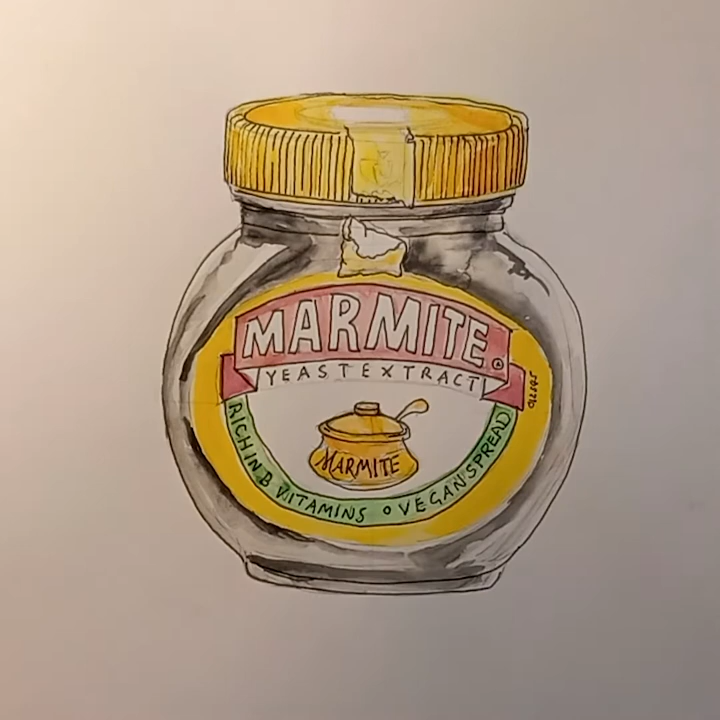 MARMITE
YEAST EXTRACT
MARMITE
RICH IN B VITAMINS
VEGAN SPREAD